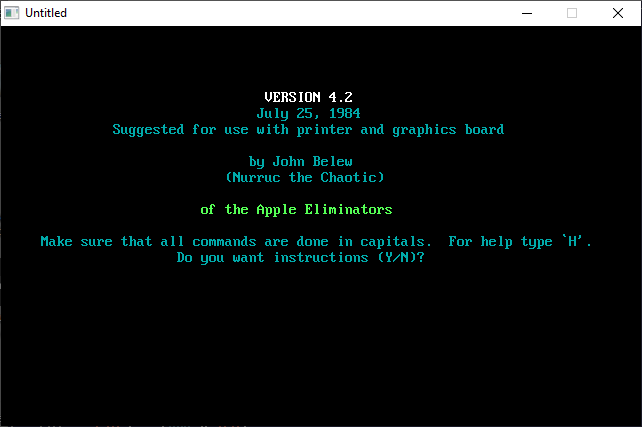 Untitled
VERSION 4.2
July 25, 1984
Suggested for use with printer and graphics board
by John Belew
(Nurruc the Chaotic)
of the Apple Eliminators
Make sure that all commands are done in capitals.  For help type `H'.
Do you want instructions (Y/N)?